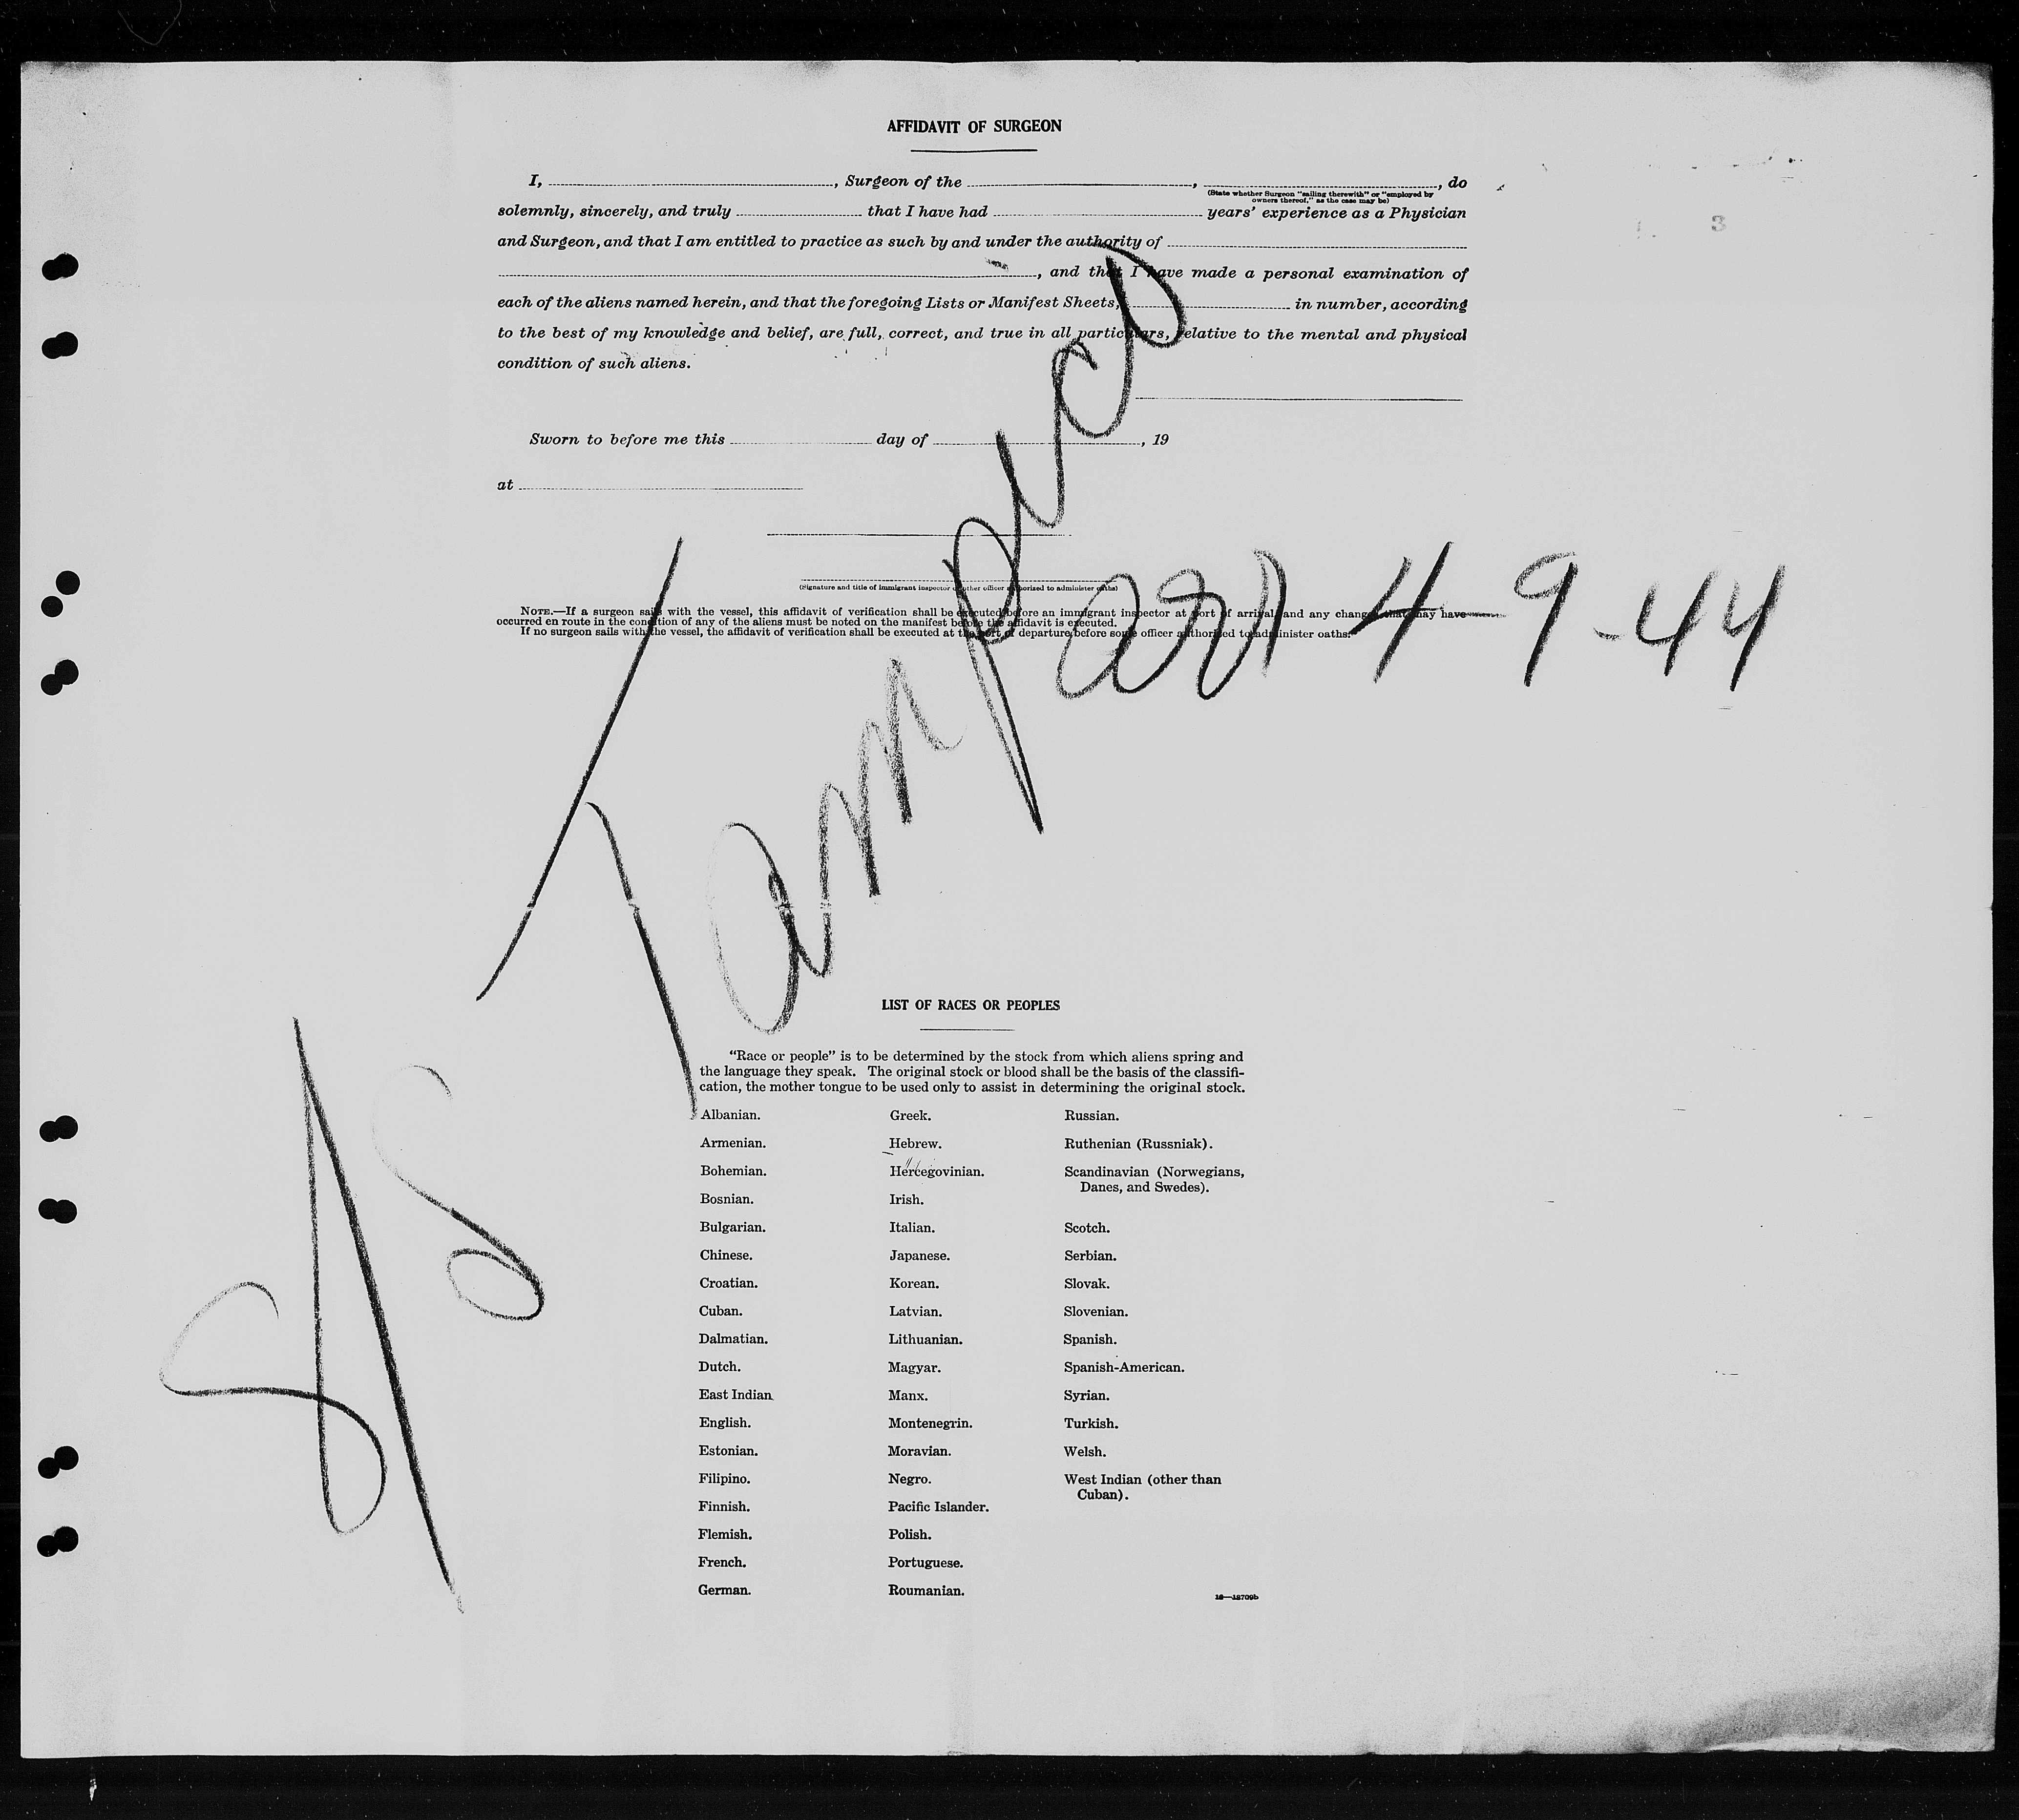 AFFIDAVIT OF SURGEON
I, , Surgeon of the , , do
(State whether Surgeon "sailing therewith" or "employed by
owners thereof," as the case may be)
solemnly, sincerely, and truly that I have had years' experience as a Physician
and Surgeon, and that I am entitled to practice as such by and under the authority of
, and that I have made a personal examination of
each of the aliens named herein, and that the foregoing Lists or Manifest Sheets, in number, according
to the best of my knowledge and belief, are full, correct, and true in all particulars, relative to the mental and physical
condition of such aliens.
Sworn to before me this day of , 19
at
(Signature and title of immigrant inspector or other officer authorized to administer oaths)
NOTE.—If a surgeon sails with the vessel, this affidavit of verification shall be executed before an immigrant inspector at port of arrival, and any changes that may have
occurred en route in the condition of any of the aliens must be noted on the manifest before the affidavit is executed.
If no surgeon sails with the vessel, the affidavit of verification shall be executed at the port of departure before some officer authorized to administer oaths.
S/S Tampico
arr 4-9-44
3
LIST OF RACES OR PEOPLES
"Race or people" is to be determined by the stock from which aliens spring and
the language they speak. The original stock or blood shall be the basis of the classifi-
cation, the mother tongue to be used only to assist in determining the original stock.
Albanian. Greek. Russian.
Armenian. Hebrew. Ruthenian (Russniak).
Bohemian. Hercegovinian. Scandinavian (Norwegians,
Danes, and Swedes).
Bosnian. Irish.
Bulgarian. Italian. Scotch.
Chinese. Japanese. Serbian.
Croatian. Korean. Slovak.
Cuban. Latvian. Slovenian.
Dalmatian. Lithuanian. Spanish.
Dutch. Magyar. Spanish-American.
East Indian Manx. Syrian.
English. Montenegrin. Turkish.
Estonian. Moravian. Welsh.
Filipino. Negro. West Indian (other than
Cuban).
Finnish. Pacific Islander.
Flemish. Polish.
French. Portuguese.
German. Roumanian.
16—18709b